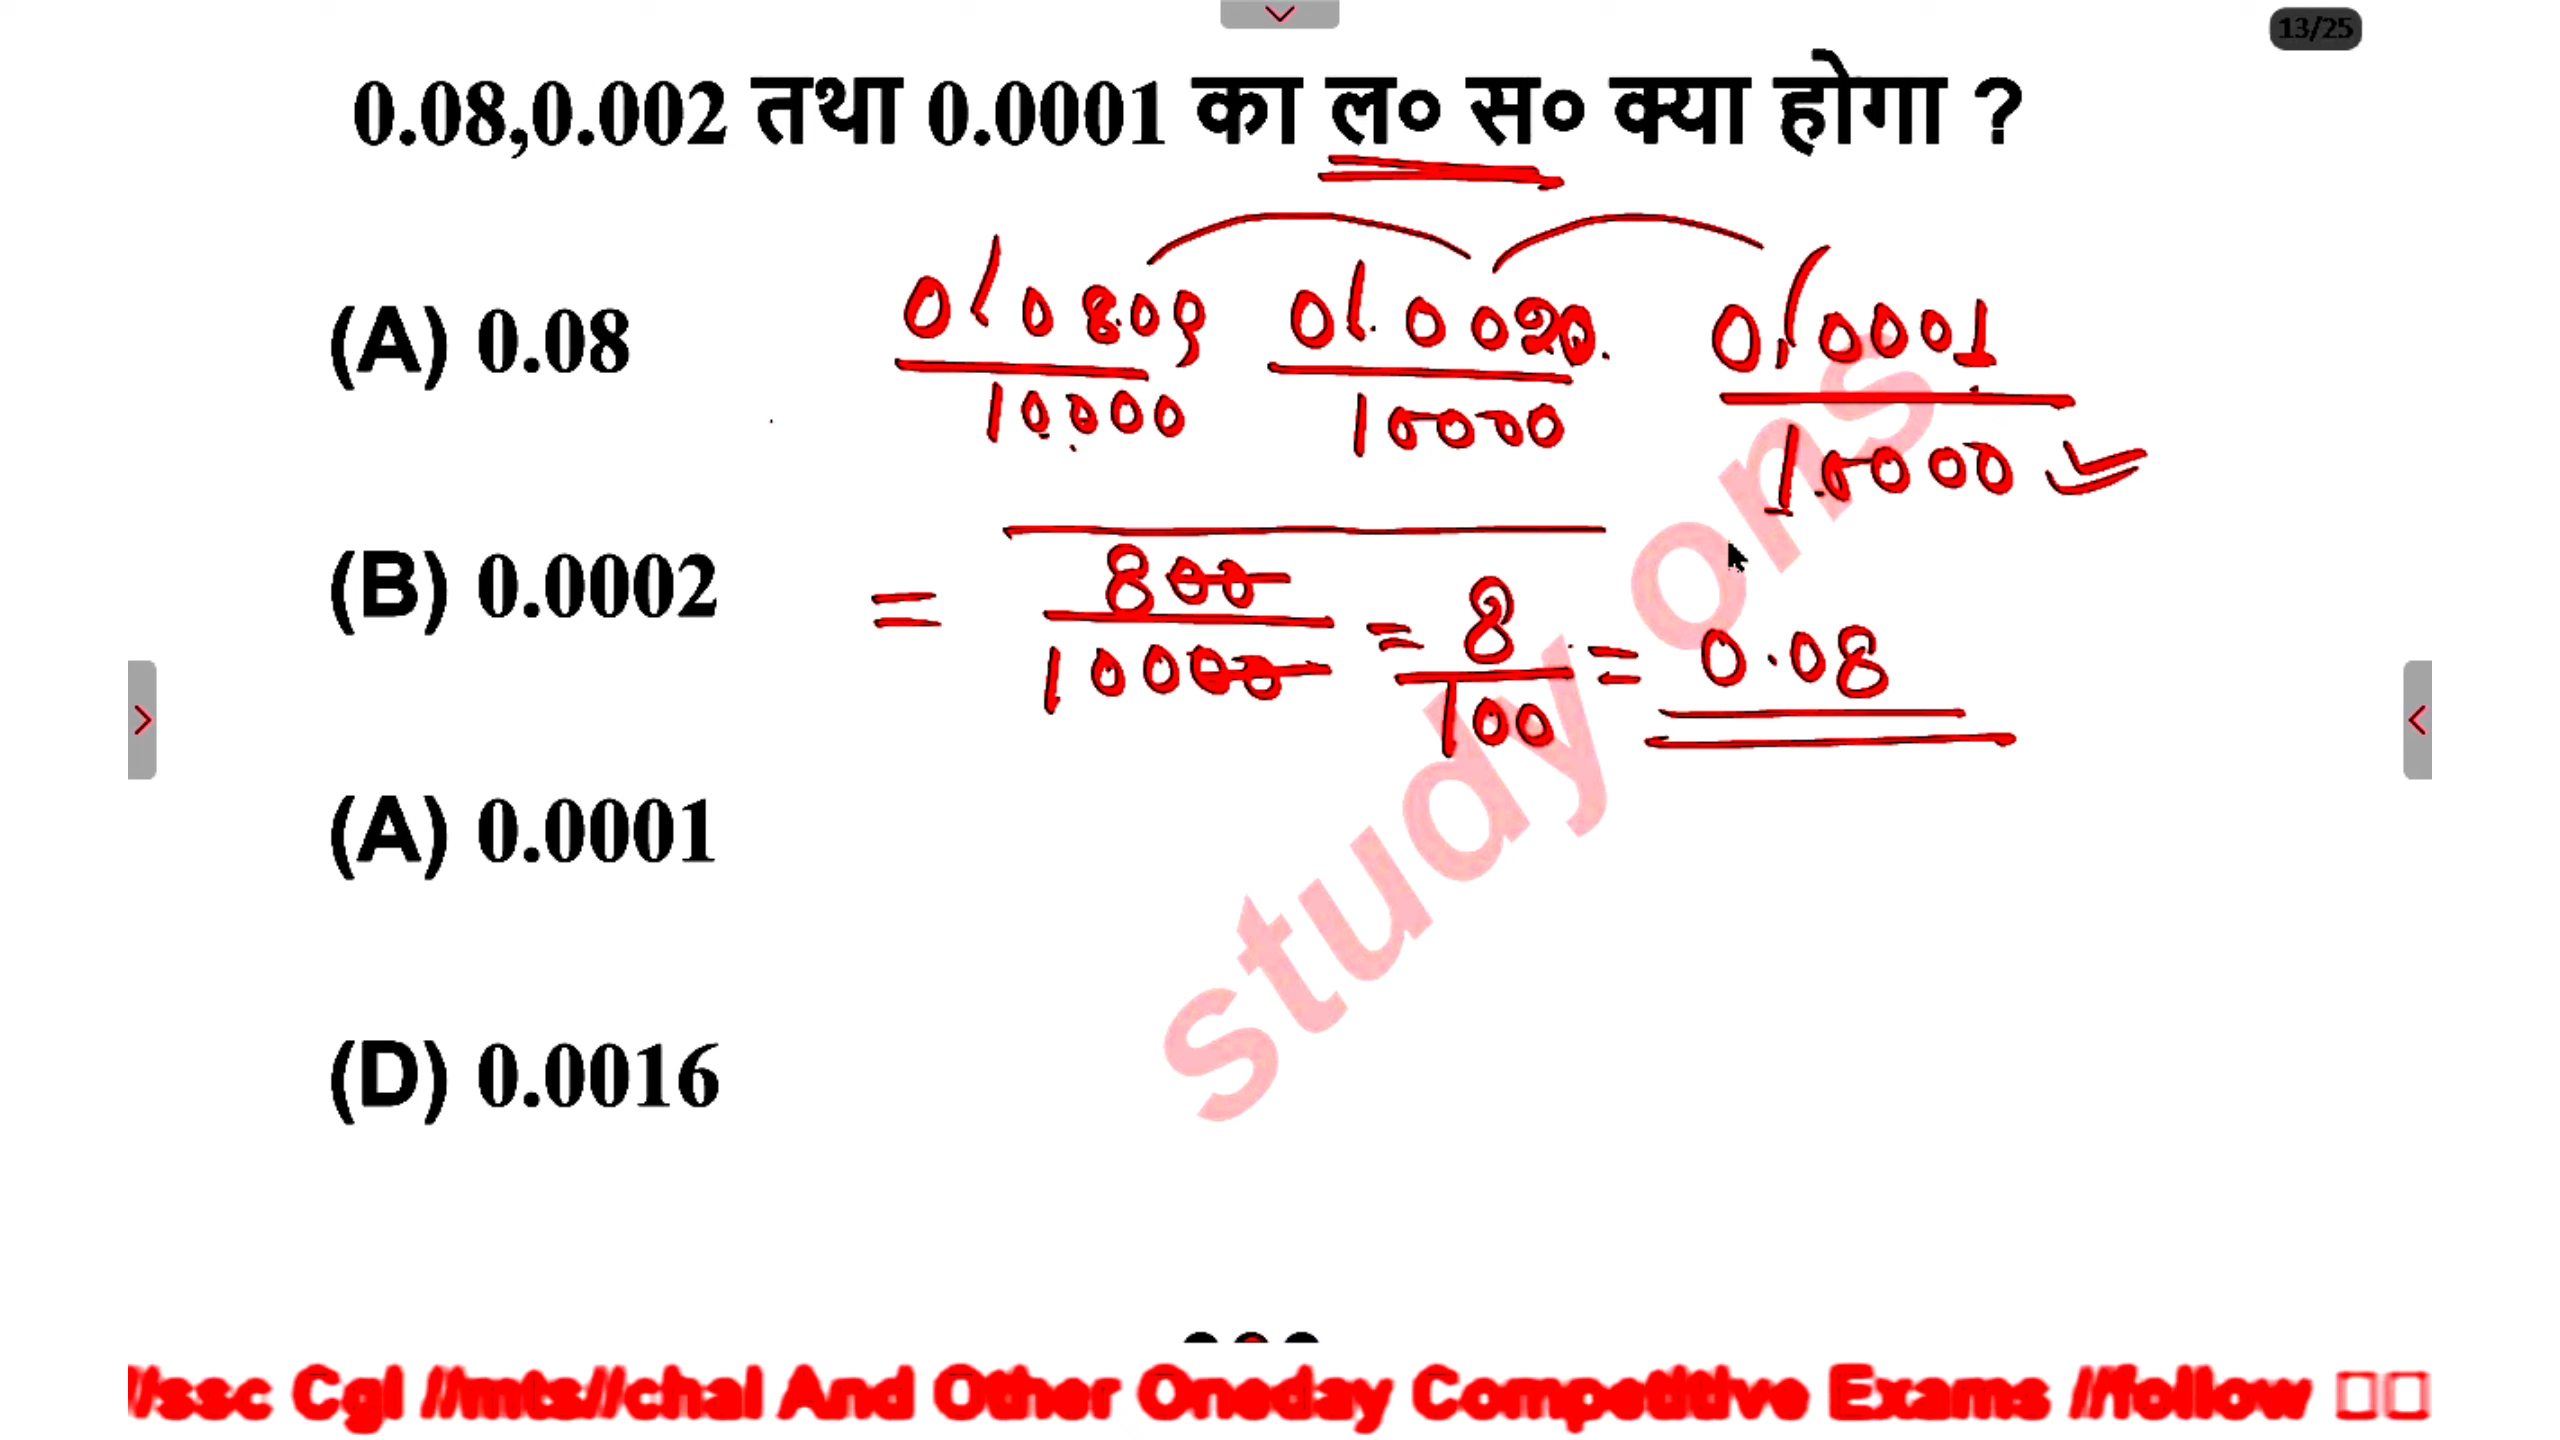 13/25
0.08,0.002 तथा 0.0001 का ल० स० क्या होगा ?
(A) 0.08
0.0800 0.0020 0.0001
10000 10000 10000
(B) 0.0002
= 800/10000 = 8/100 = 0.08
(A) 0.0001
(D) 0.0016
study ons
//ssc Cgl //mts//chal And Other Oneday Competitive Exams //follow